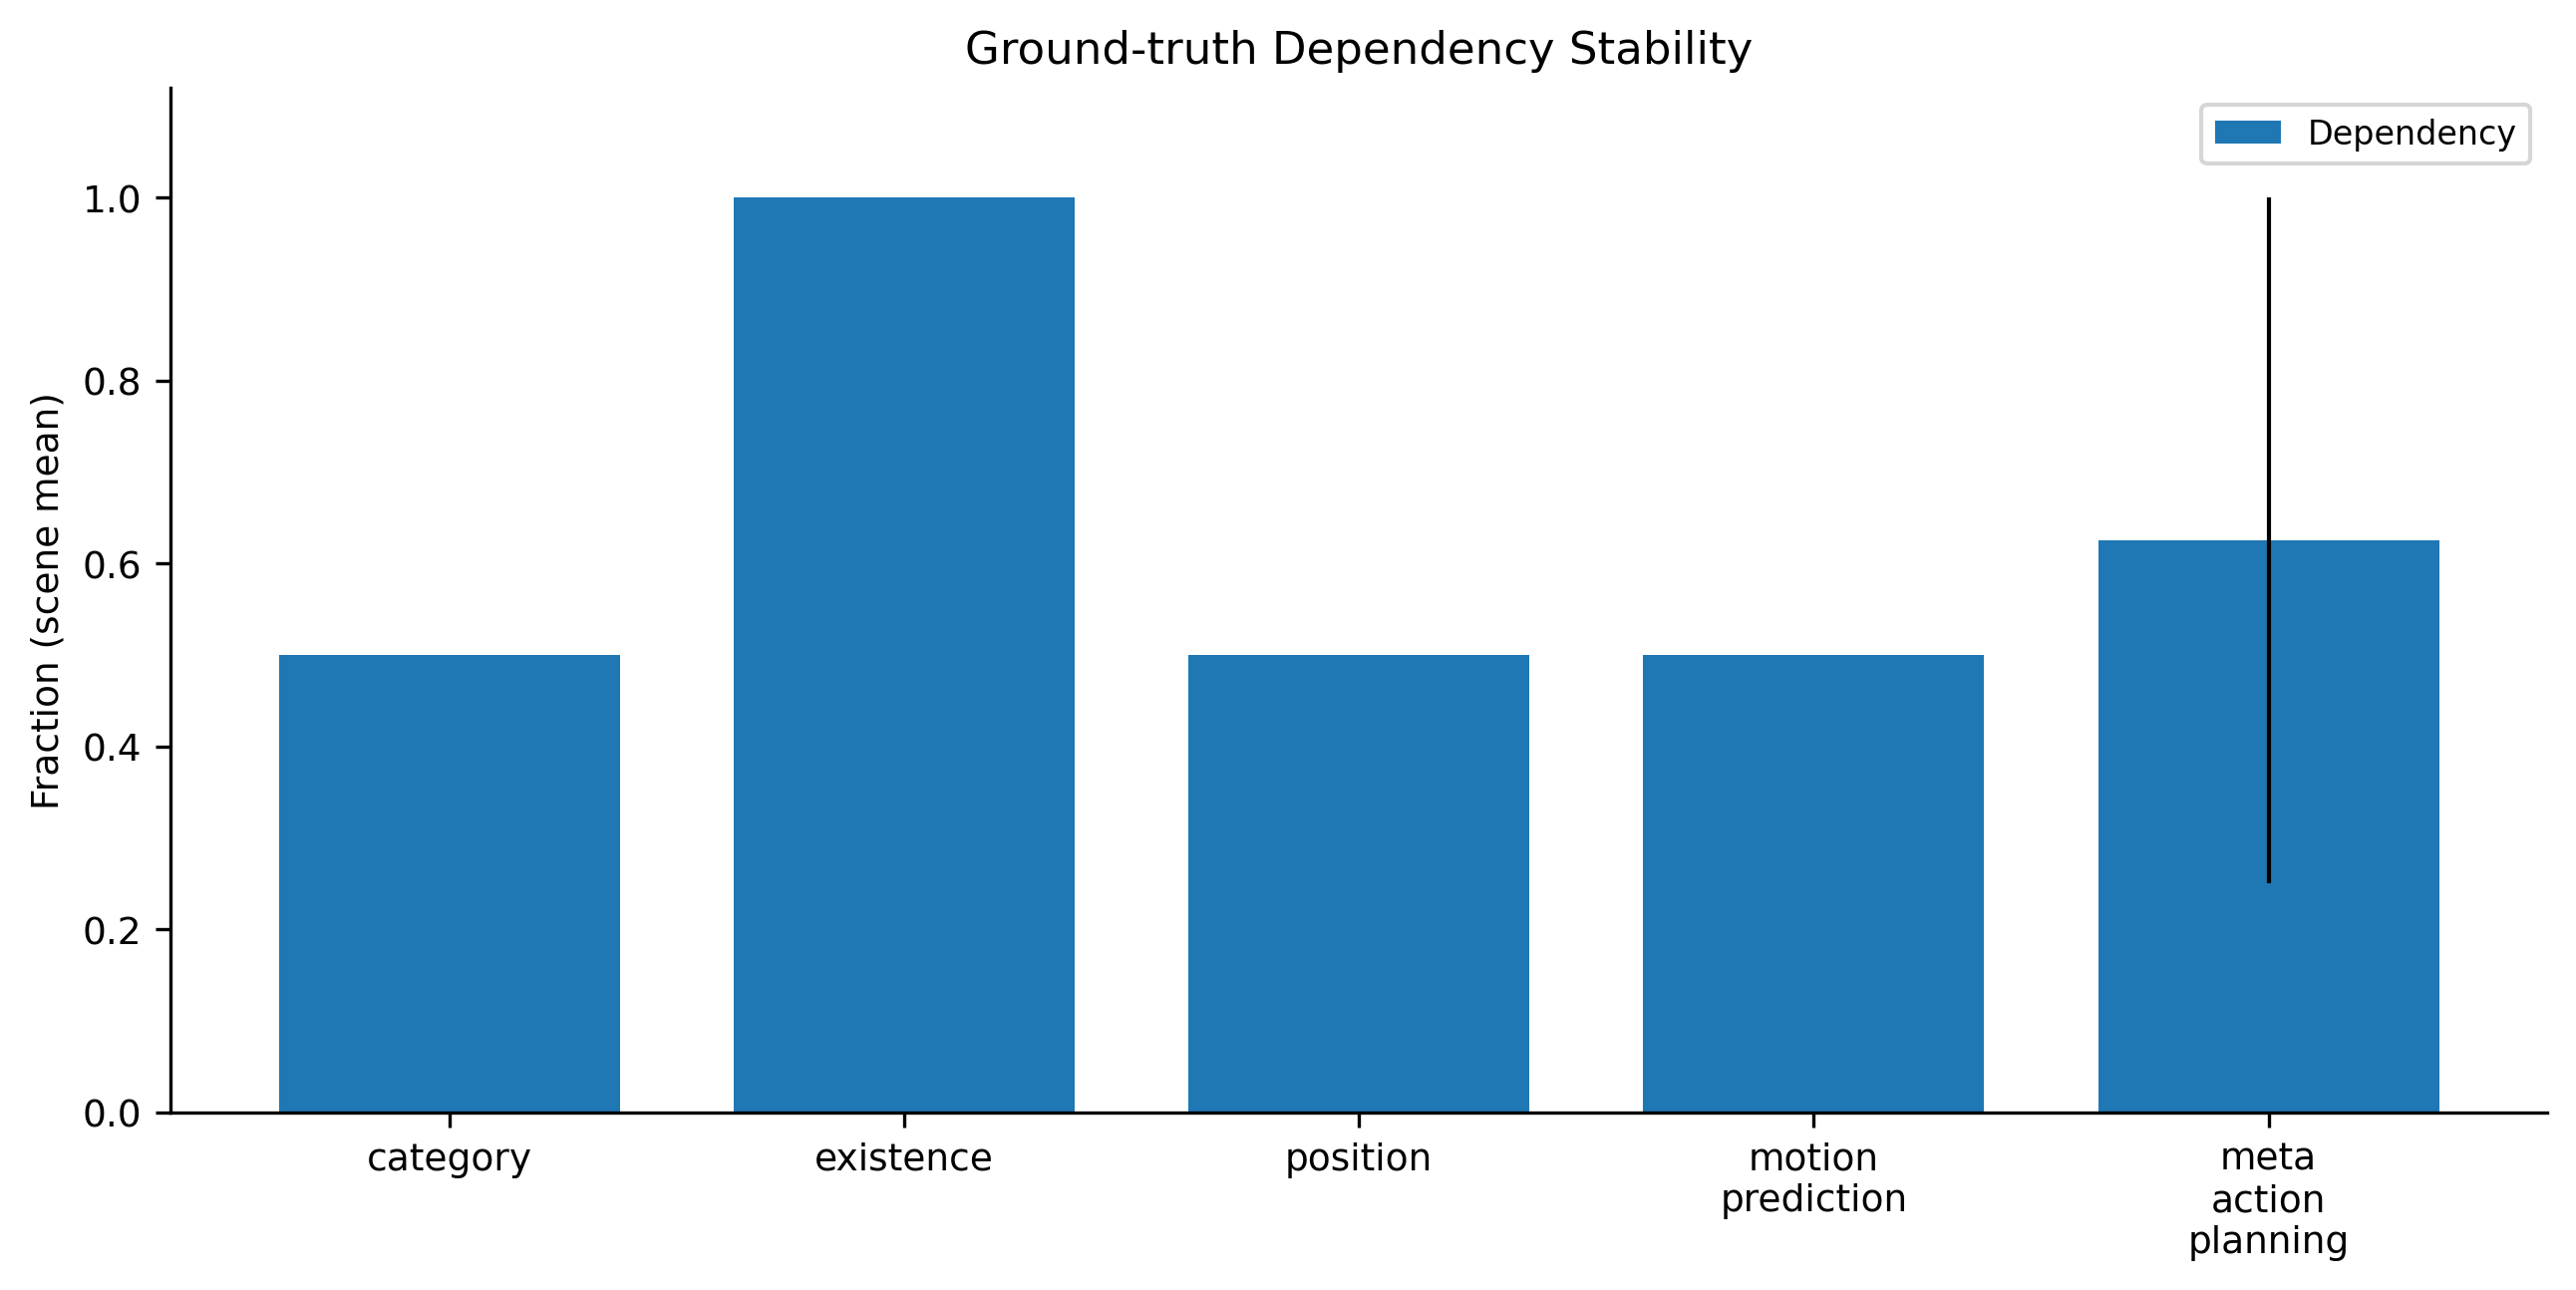 Ground-truth Dependency Stability
Dependency
Fraction (scene mean)
1.0
0.8
0.6
0.4
0.2
0.0
category
existence
position
motion
prediction
meta
action
planning